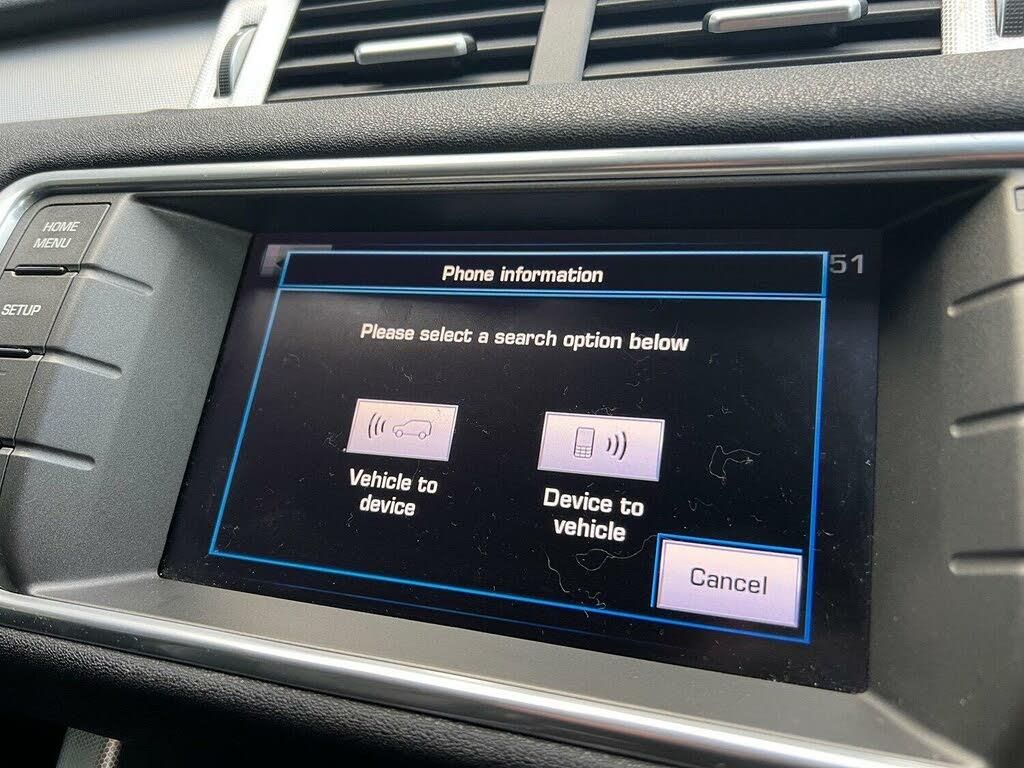 HOME
MENU
SETUP
Phone information
51
Please select a search option below
Vehicle to
device
Device to
vehicle
Cancel